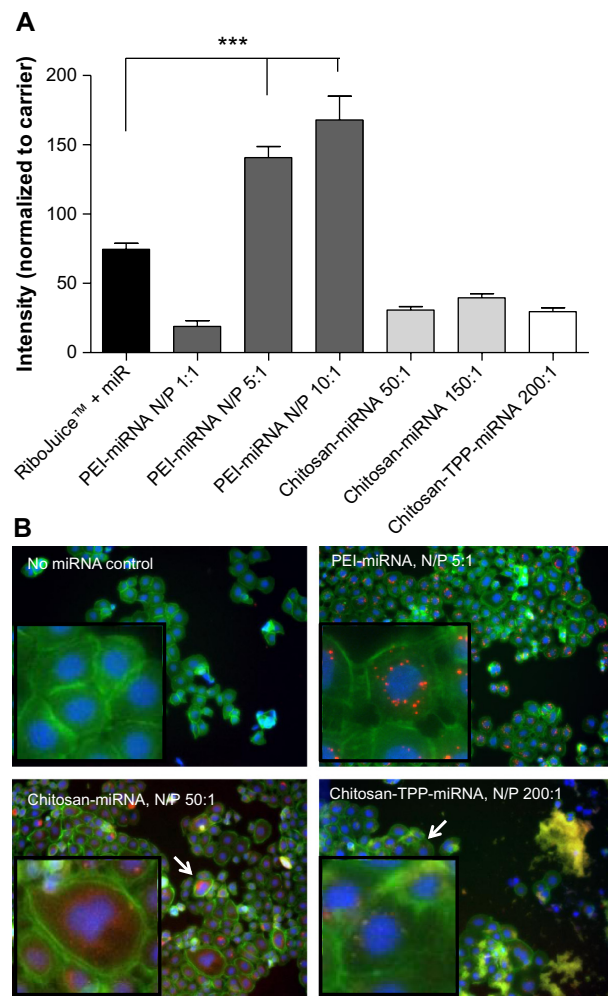 A
***
Intensity (normalized to carrier)
200
150
100
50
0
RiboJuice™ + miR
PEI-miRNA N/P 1:1
PEI-miRNA N/P 5:1
PEI-miRNA N/P 10:1
Chitosan-miRNA 50:1
Chitosan-miRNA 150:1
Chitosan-TPP-miRNA 200:1
B
No miRNA control
PEI-miRNA, N/P 5:1
Chitosan-miRNA, N/P 50:1
Chitosan-TPP-miRNA, N/P 200:1